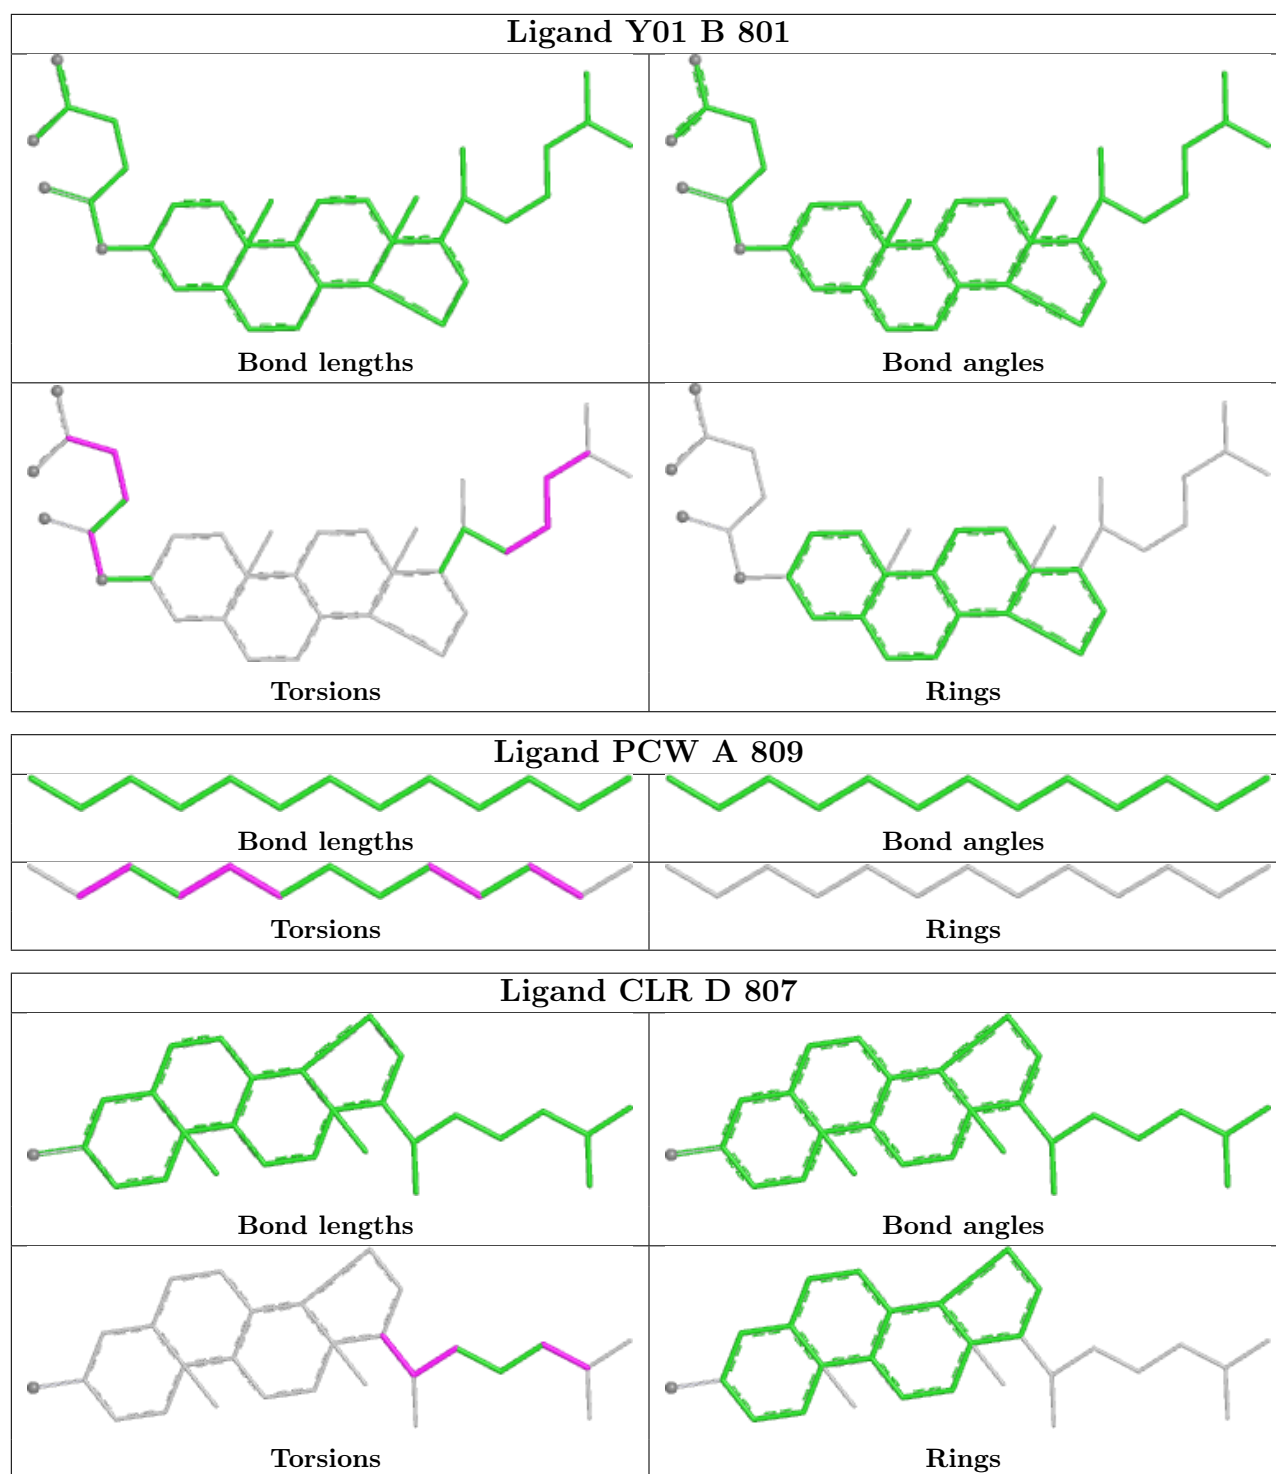 Ligand Y01 B 801
Bond lengths
Bond angles
Torsions
Rings
Ligand PCW A 809
Bond lengths
Bond angles
Torsions
Rings
Ligand CLR D 807
Bond lengths
Bond angles
Torsions
Rings